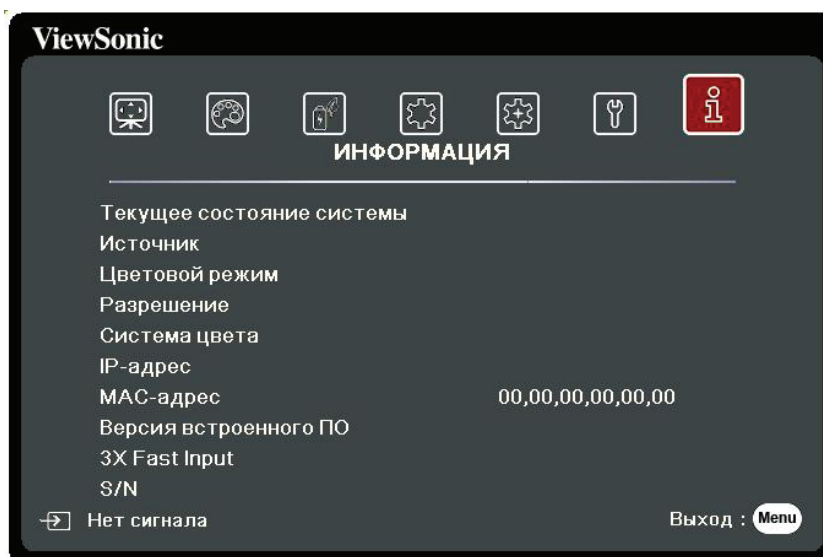 ViewSonic
ИНФОРМАЦИЯ
Текущее состояние системы
Источник
Цветовой режим
Разрешение
Система цвета
IP-адрес
MAC-адрес 00,00,00,00,00,00
Версия встроенного ПО
3X Fast Input
S/N
Нет сигнала Выход : Menu